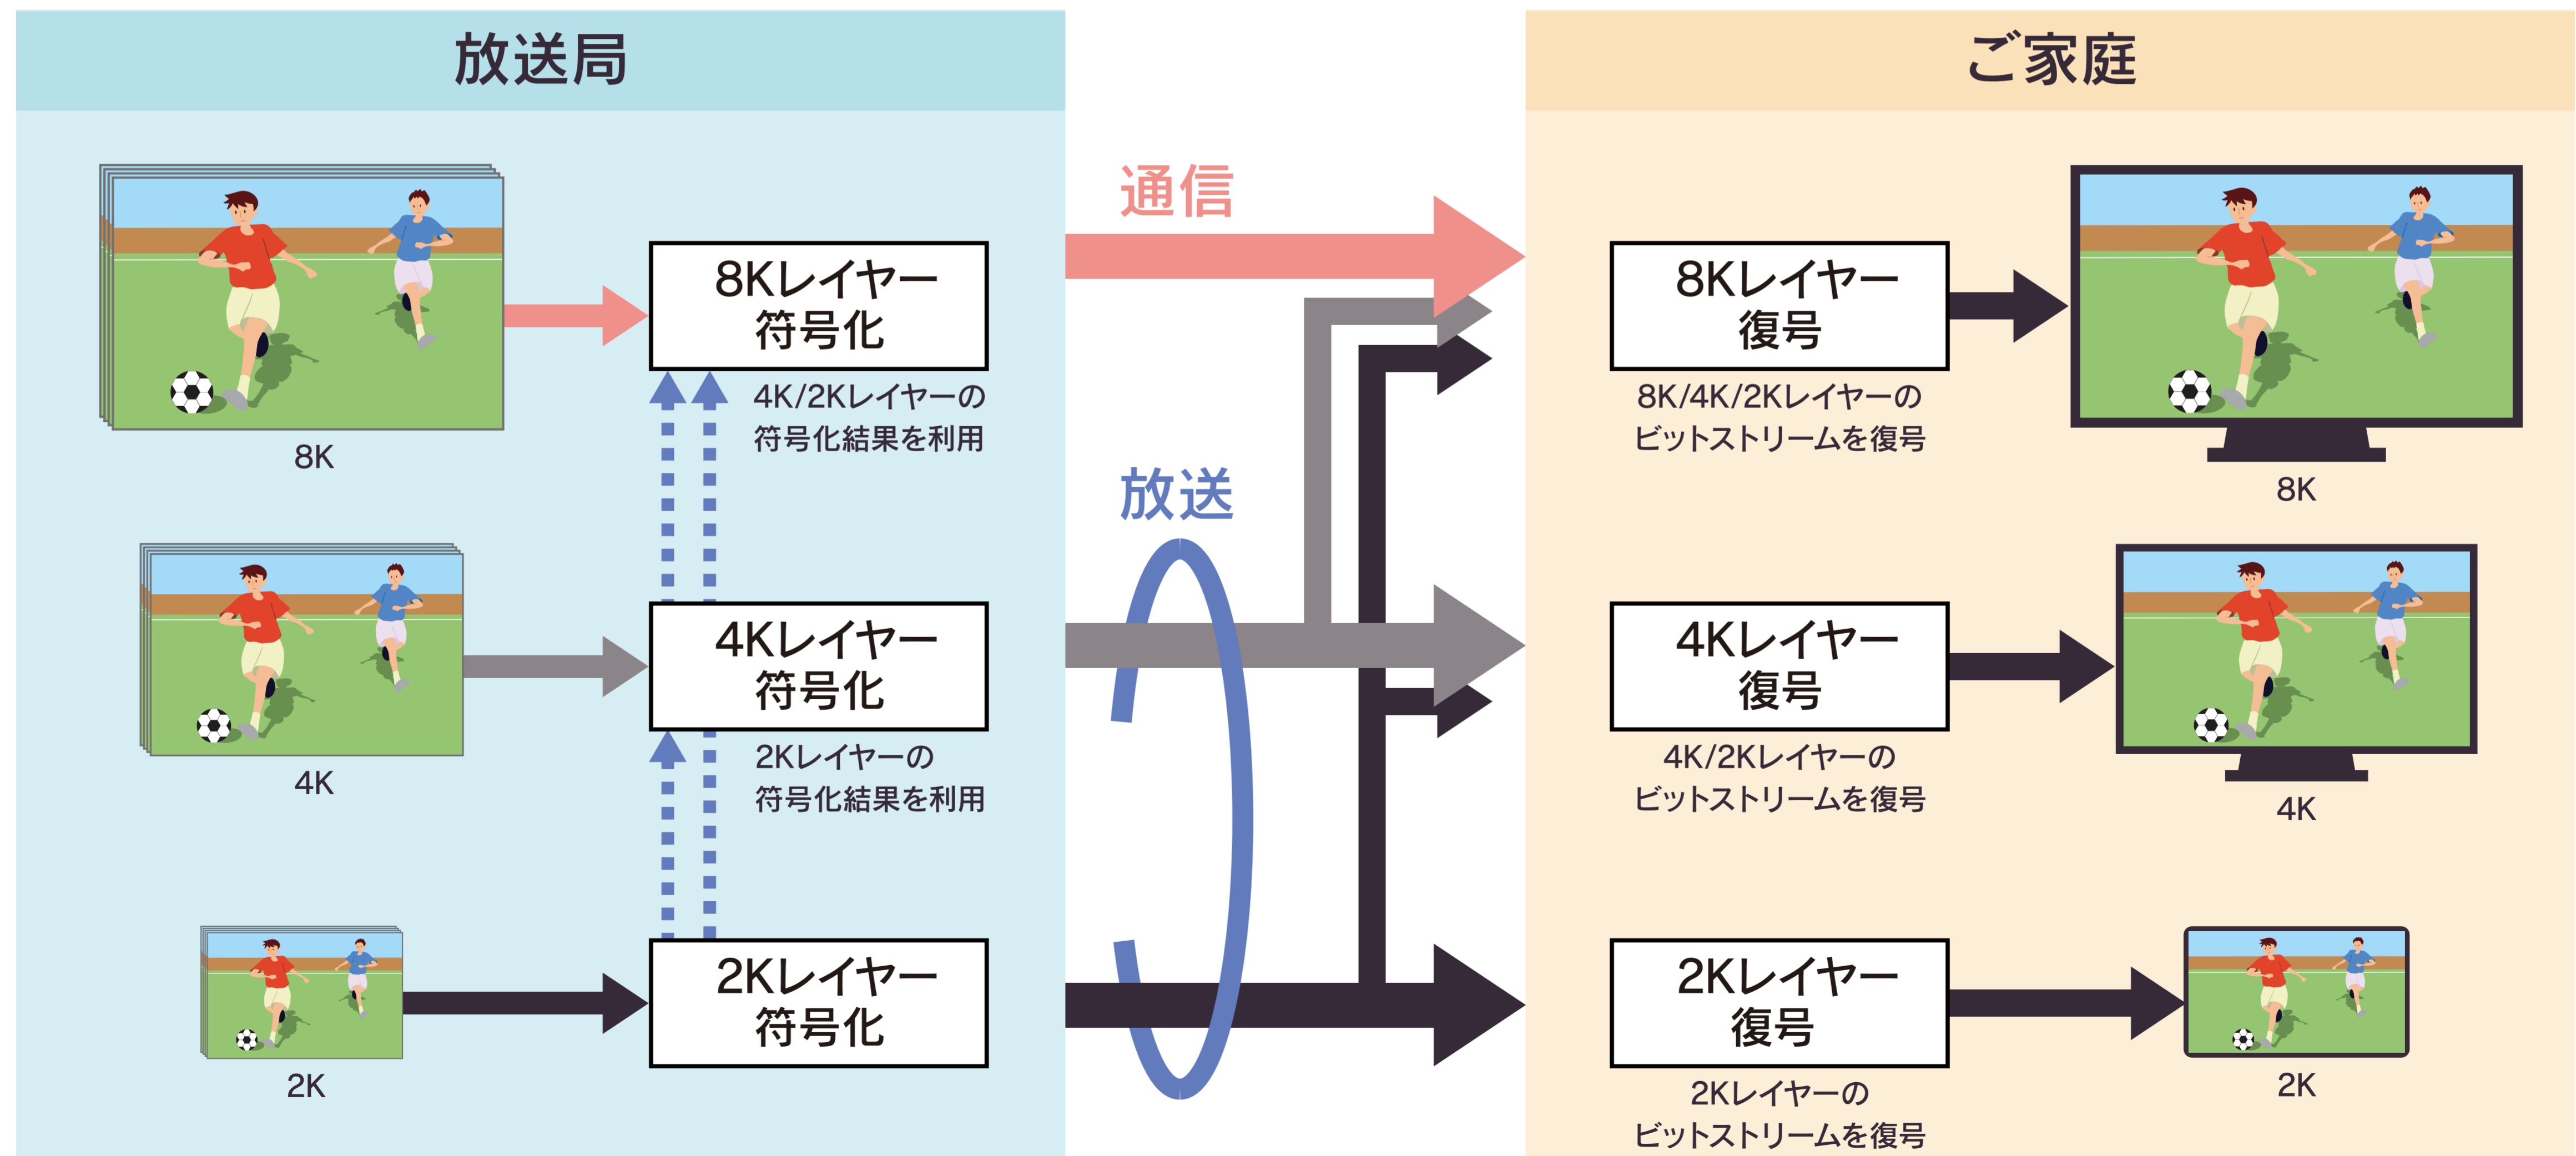 放送局
ご家庭
通信
8Kレイヤー
符号化
4K/2Kレイヤーの
符号化結果を利用
8K
8Kレイヤー
復号
8K/4K/2Kレイヤーの
ビットストリームを復号
8K
放送
4Kレイヤー
符号化
2Kレイヤーの
符号化結果を利用
4K
4Kレイヤー
復号
4K/2Kレイヤーの
ビットストリームを復号
4K
2Kレイヤー
符号化
2K
2Kレイヤー
復号
2Kレイヤーの
ビットストリームを復号
2K